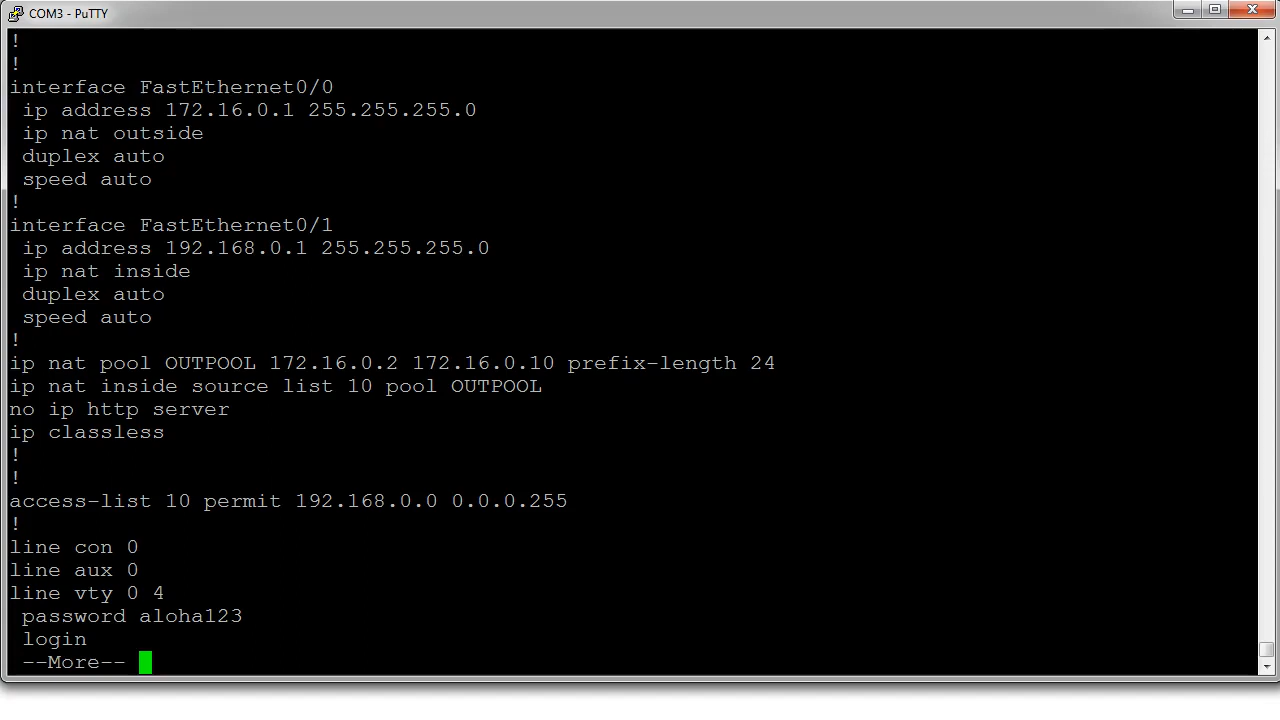 COM3 - PuTTY
!
!
interface FastEthernet0/0
ip address 172.16.0.1 255.255.255.0
ip nat outside
duplex auto
speed auto
!
interface FastEthernet0/1
ip address 192.168.0.1 255.255.255.0
ip nat inside
duplex auto
speed auto
!
ip nat pool OUTPOOL 172.16.0.2 172.16.0.10 prefix-length 24
ip nat inside source list 10 pool OUTPOOL
no ip http server
ip classless
!
!
access-list 10 permit 192.168.0.0 0.0.0.255
!
line con 0
line aux 0
line vty 0 4
password aloha123
login
--More--